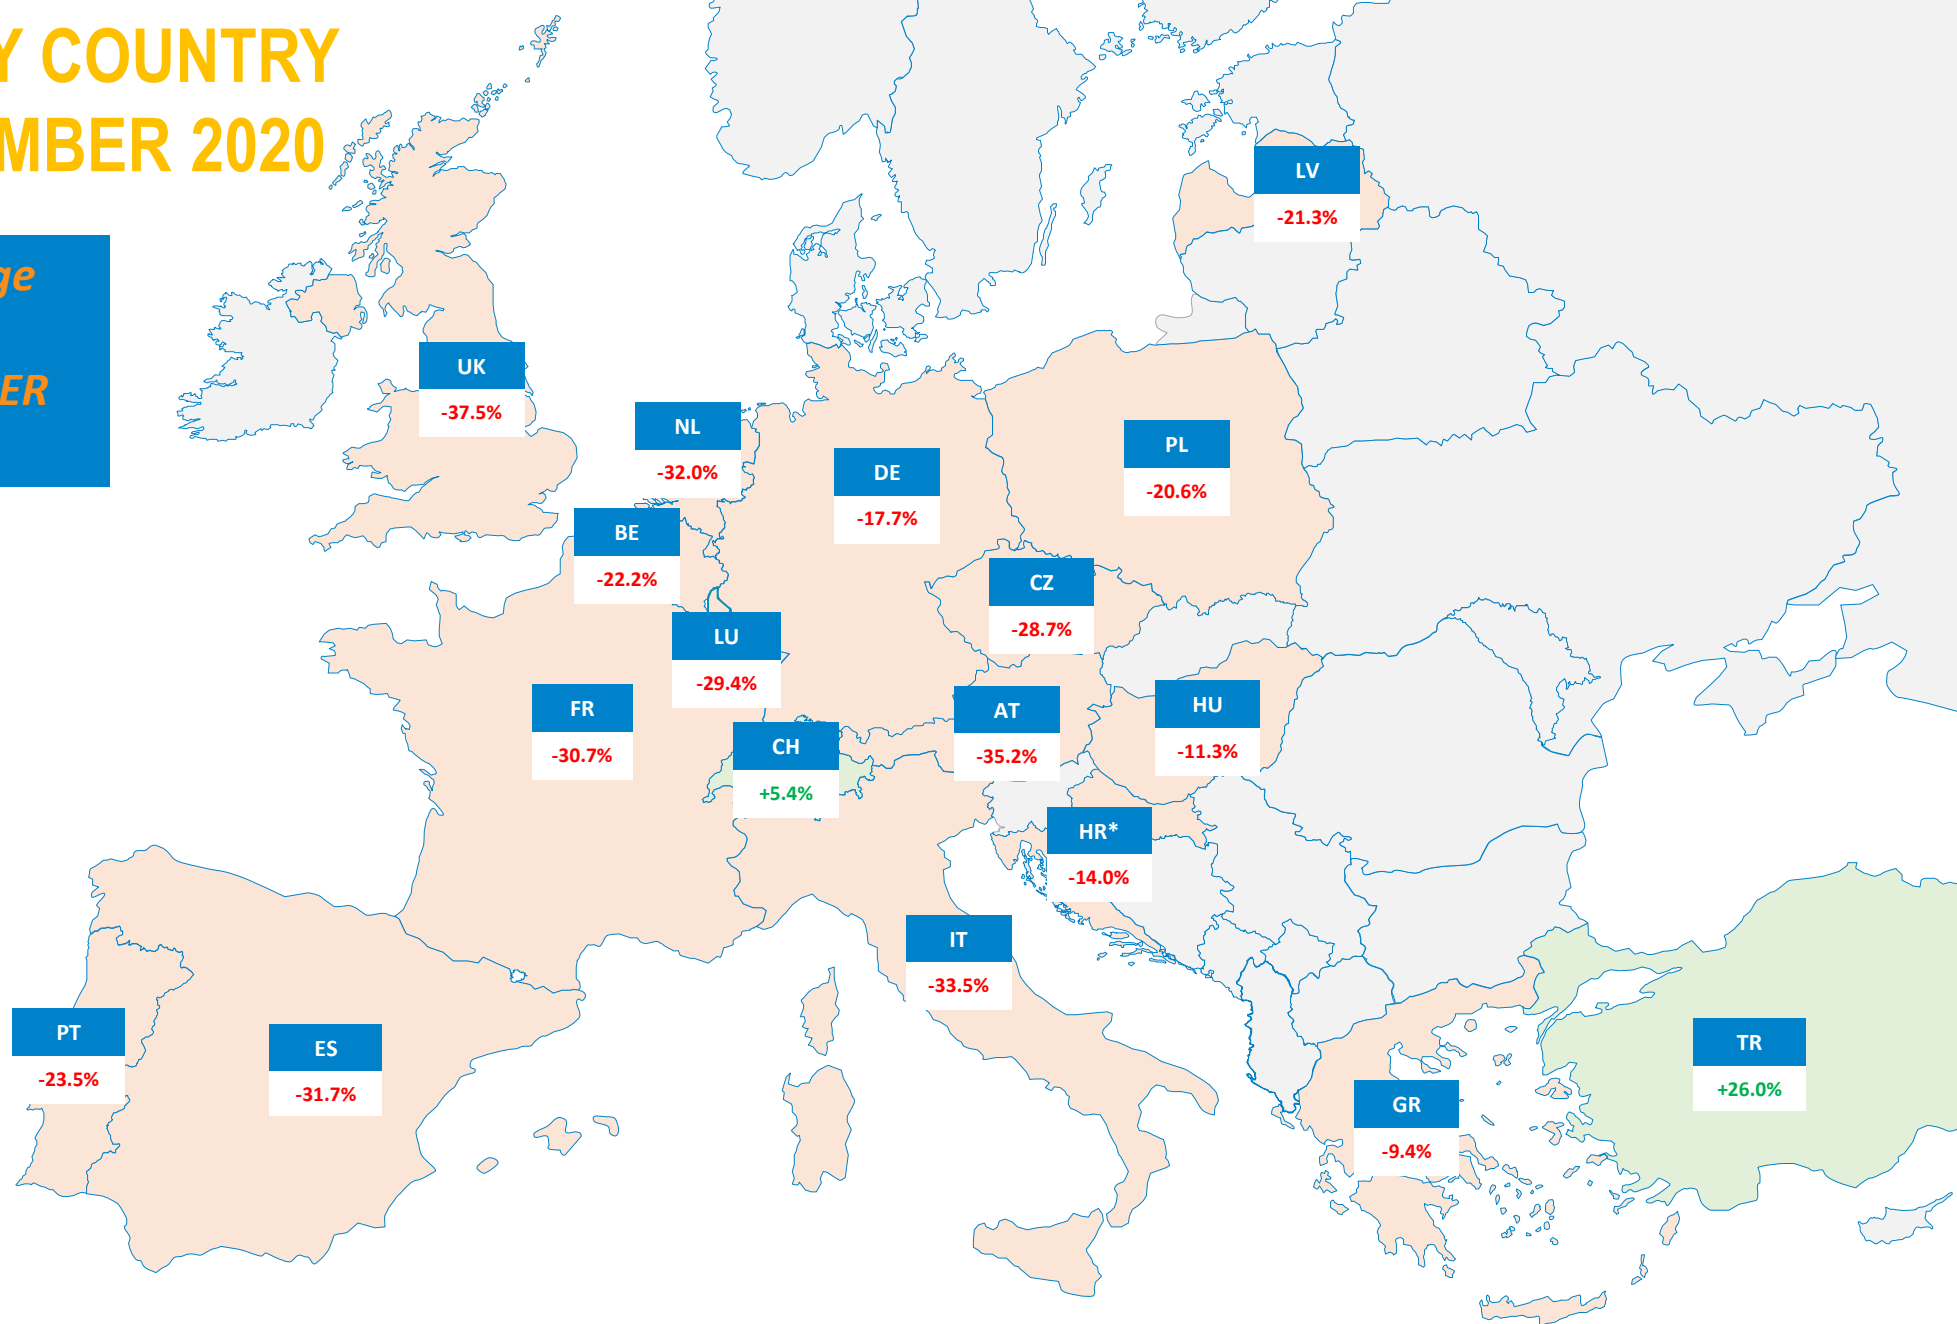 Y COUNTRY
MBER 2020
ge
ER
LV
-21.3%
UK
-37.5%
NL
-32.0%
PL
-20.6%
DE
-17.7%
BE
-22.2%
CZ
-28.7%
LU
-29.4%
FR
-30.7%
AT
-35.2%
HU
-11.3%
CH
+5.4%
HR*
-14.0%
IT
-33.5%
PT
-23.5%
ES
-31.7%
TR
+26.0%
GR
-9.4%